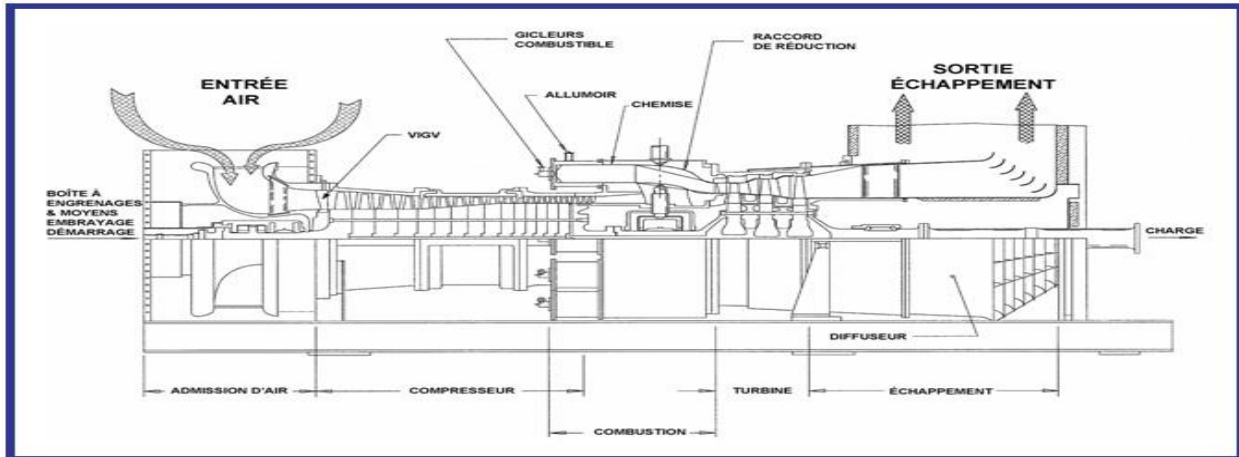 GICLEURS
COMBUSTIBLE
RACCORD
DE RÉDUCTION
ENTRÉE
AIR
SORTIE
ÉCHAPPEMENT
ALLUMOIR
CHEMISE
VIGV
BOÎTE À
ENGRENAGES
& MOYENS
EMBRAYAGE
DÉMARRAGE
CHARGE
DIFFUSEUR
ADMISSION D'AIR
COMPRESSEUR
TURBINE
ÉCHAPPEMENT
COMBUSTION